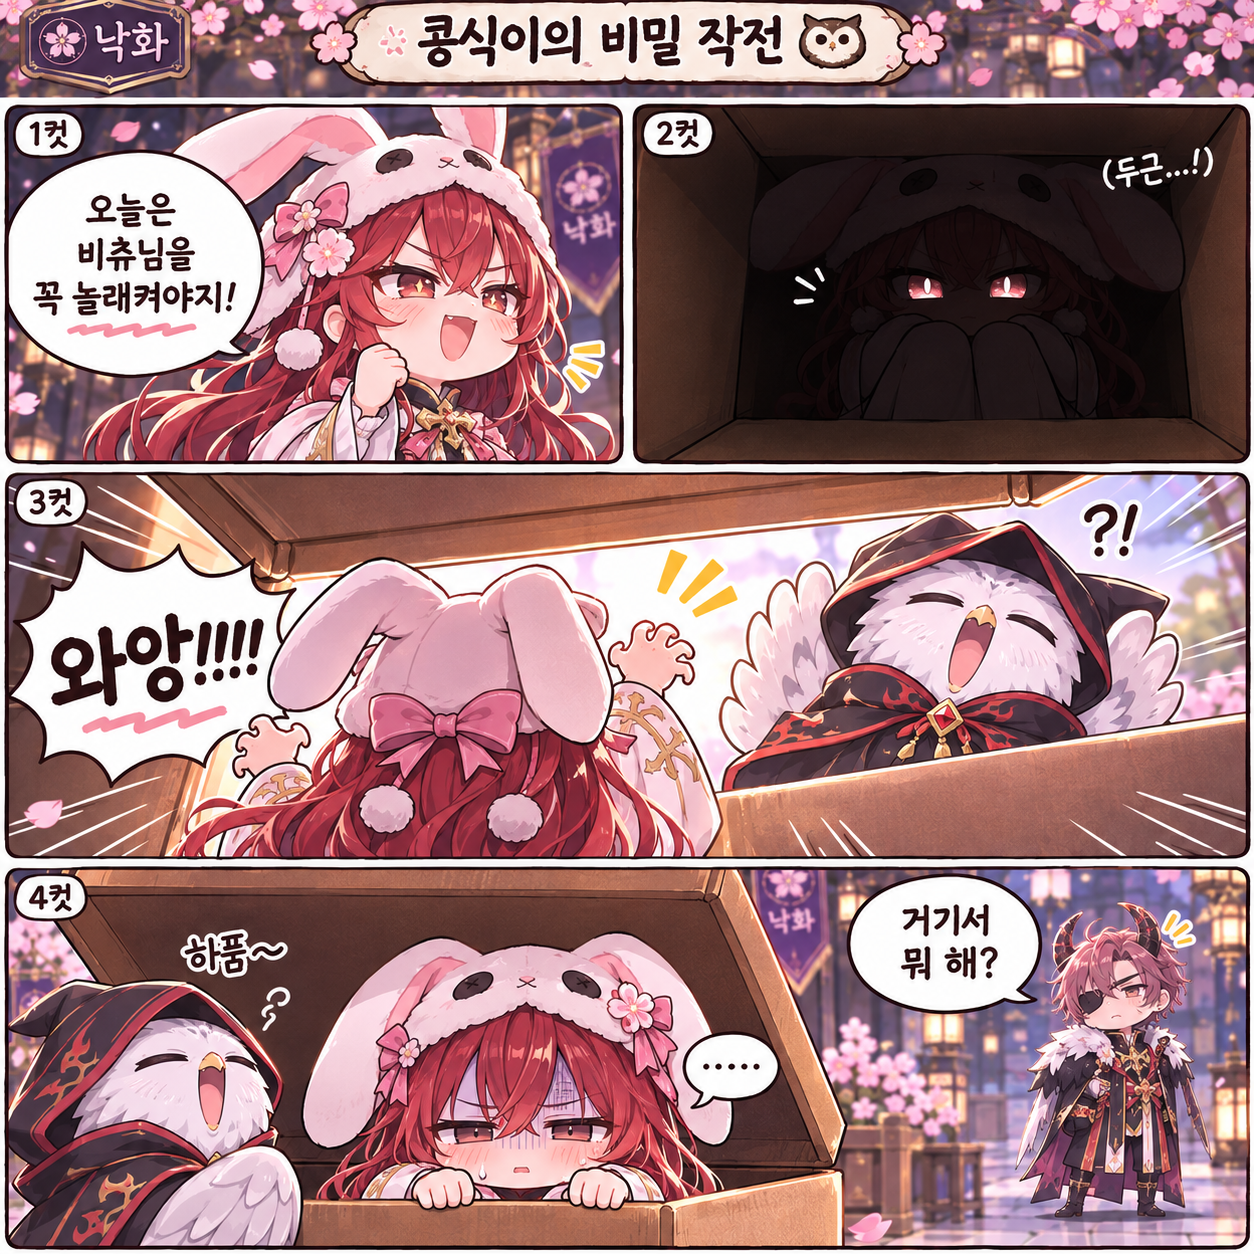 낙화
콩식이의 비밀 작전
1컷
오늘은
비츄님을
꼭 놀래켜야지!
낙화
2컷
(두근...!)
3컷
와앙!!!!
?!
4컷
하품~
.....
낙화
거기서
뭐 해?